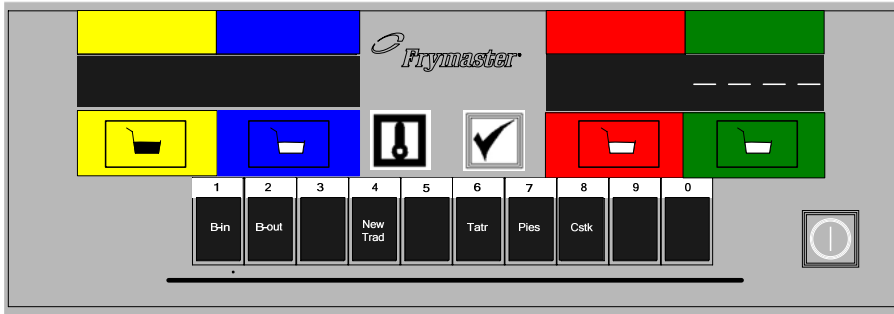 Frymaster
— — — —
1 2 3 4 5 6 7 8 9 0
B-in B-out New Trad Tatr Pies Cstk